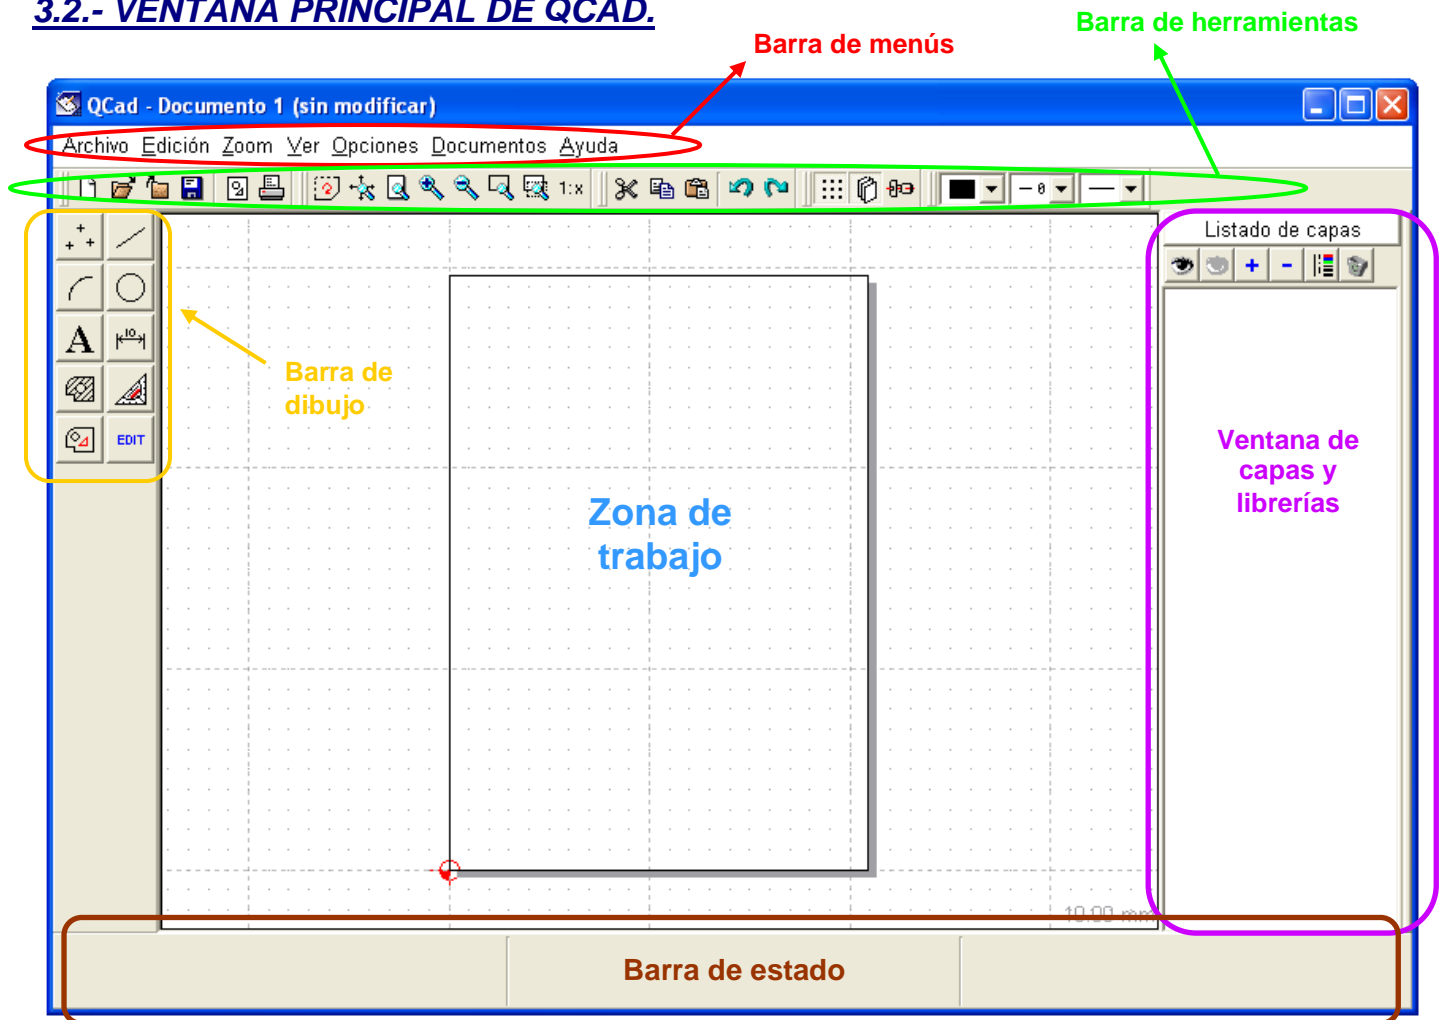 3.2.- VENTANA PRINCIPAL DE QCAD.
Barra de herramientas
Barra de menús
QCad - Documento 1 (sin modificar)
Archivo Edición Zoom Ver Opciones Documentos Ayuda
1:x
– 0
Listado de capas
+ -
A
10
Barra de
dibujo
EDIT
Ventana de
capas y
librerías
Zona de
trabajo
10.00 mm
Barra de estado